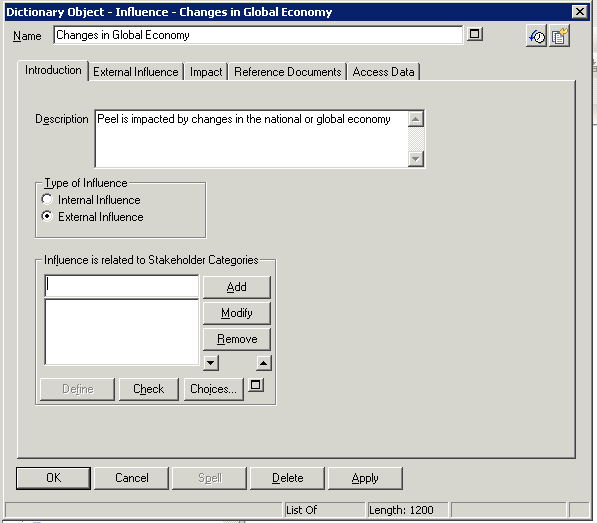 Dictionary Object - Influence - Changes in Global Economy
Name Changes in Global Economy
Introduction External Influence Impact Reference Documents Access Data
Description Peel is impacted by changes in the national or global economy
Type of Influence
Internal Influence
External Influence
Influence is related to Stakeholder Categories
Add
Modify
Remove
Define Check Choices...
OK Cancel Spell Delete Apply
List Of Length: 1200